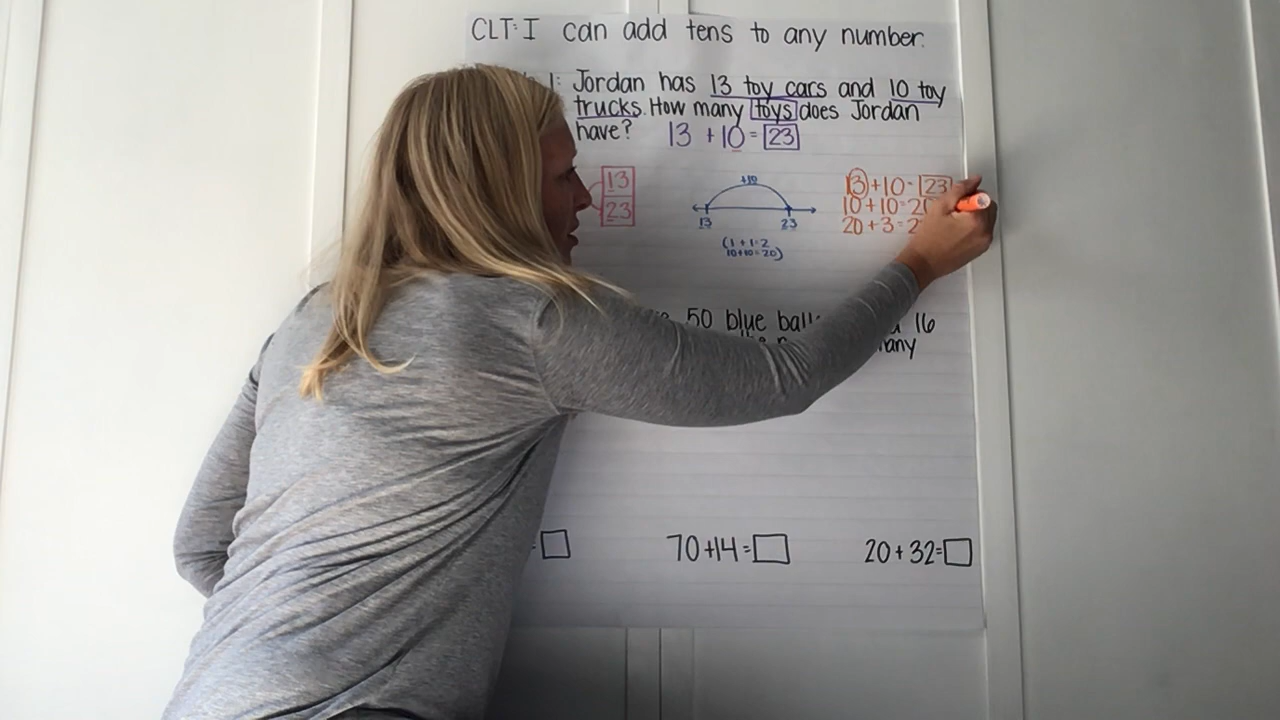 CLT: I can add tens to any number.
1: Jordan has 13 toy cars and 10 toy
trucks. How many toys does Jordan
have? 13 + 10 = 23
13
23
+10
13 23
(1 + 1 = 2
10 + 10 = 20)
13 + 10 = 23
10 + 10 = 20
20 + 3 = 2
50 blue 16
many
=
70 + 14 =
20 + 32 =